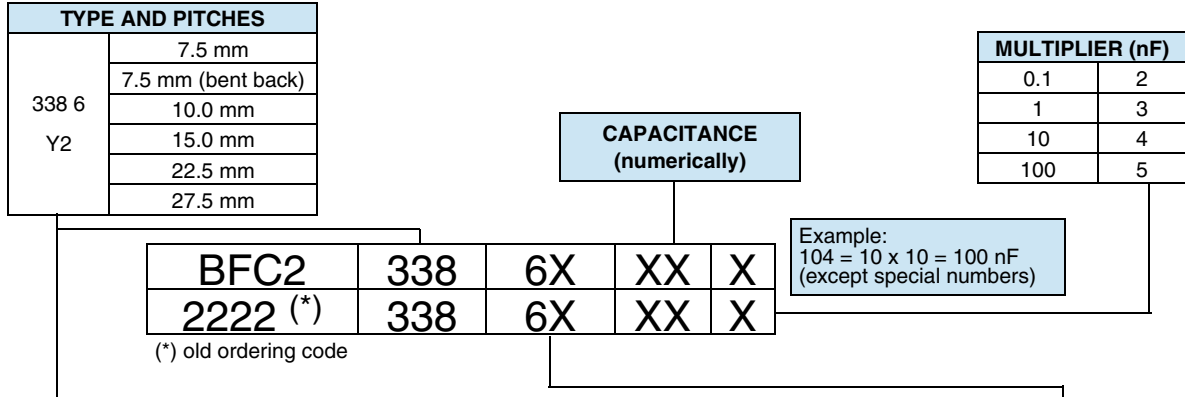 TYPE AND PITCHES
338 6
Y2
7.5 mm
7.5 mm (bent back)
10.0 mm
15.0 mm
22.5 mm
27.5 mm
CAPACITANCE
(numerically)
MULTIPLIER (nF)
0.1 2
1 3
10 4
100 5
Example:
104 = 10 x 10 = 100 nF
(except special numbers)
BFC2 338 6X XX X
2222 (*) 338 6X XX X
(*) old ordering code